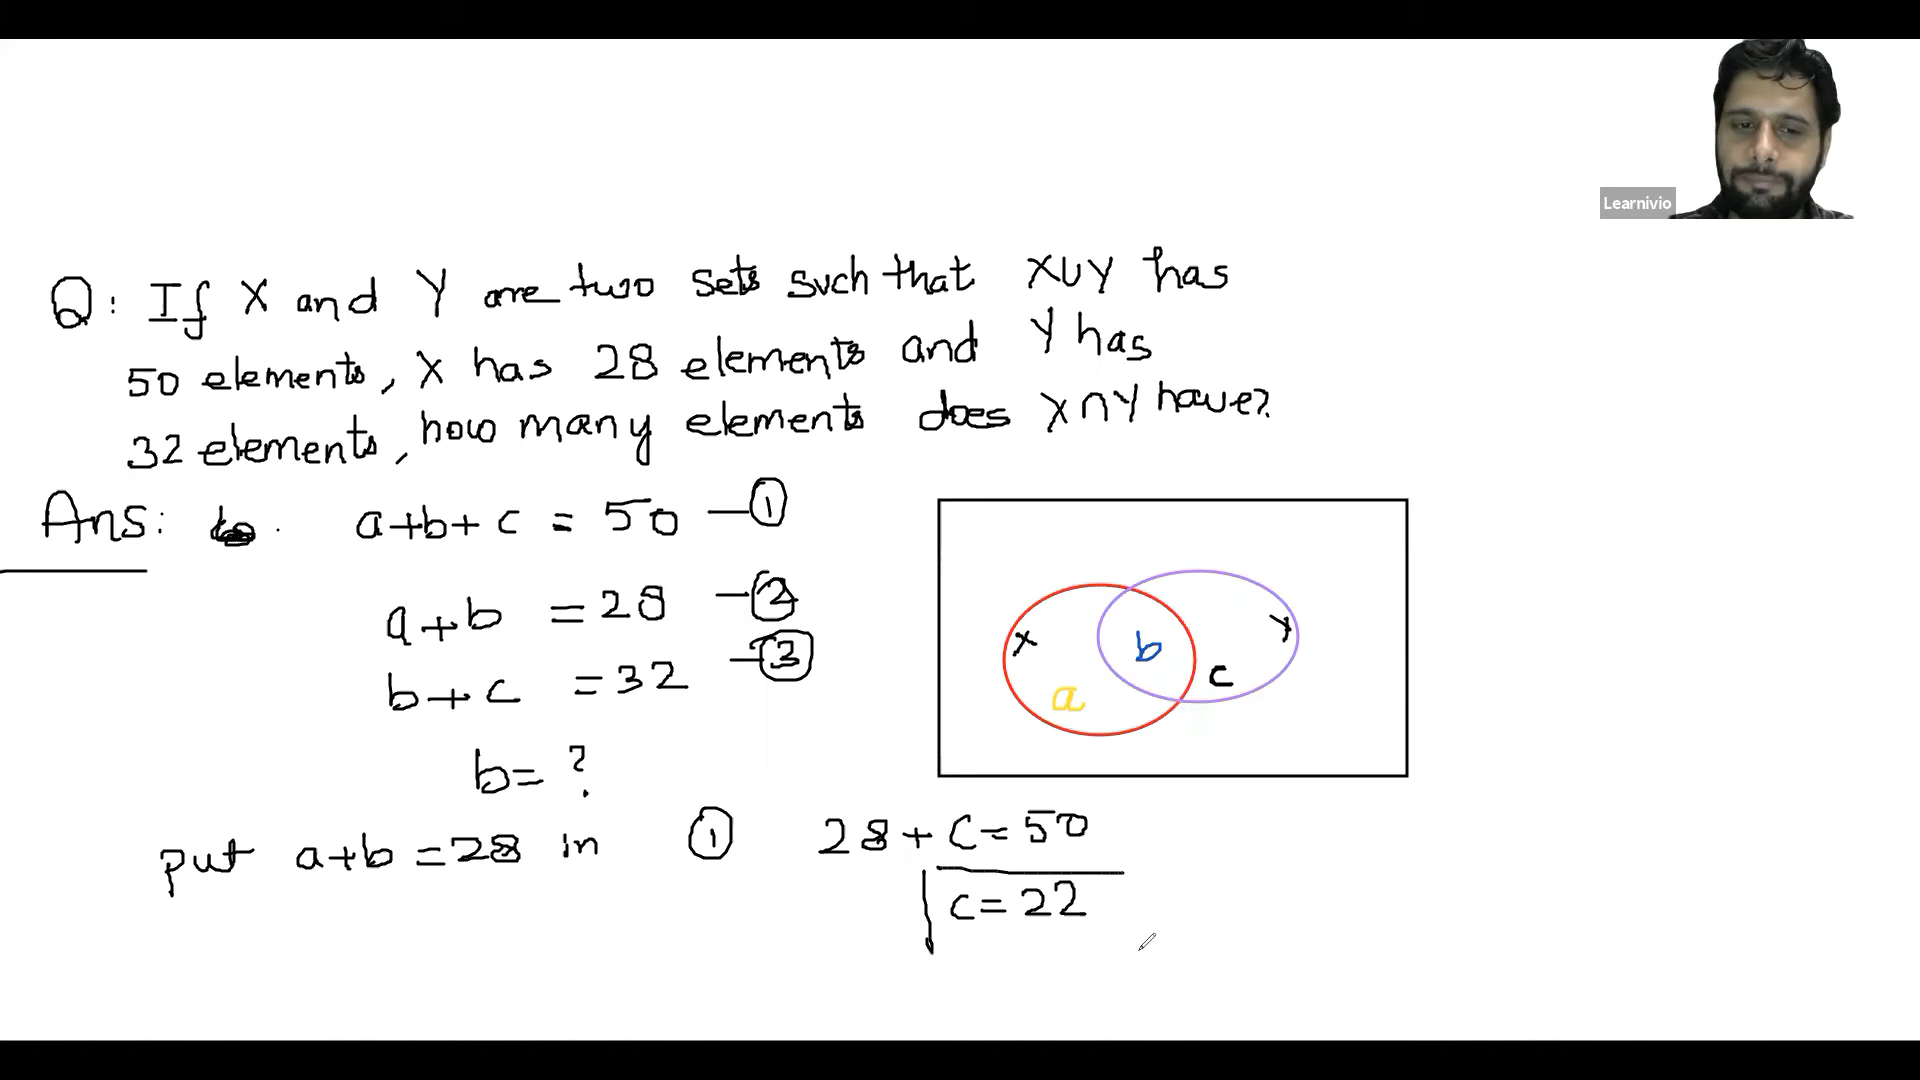 Learnivio
Q: If X and Y are two sets such that X∪Y has
50 elements, X has 28 elements and Y has
32 elements, how many elements does X∩Y have?
Ans: a+b+c = 50 — ①
a+b = 28 — ②
b+c = 32 — ③
b= ?
X
Y
a
b
c
put a+b = 28 in ① 28 + c = 50
c = 22